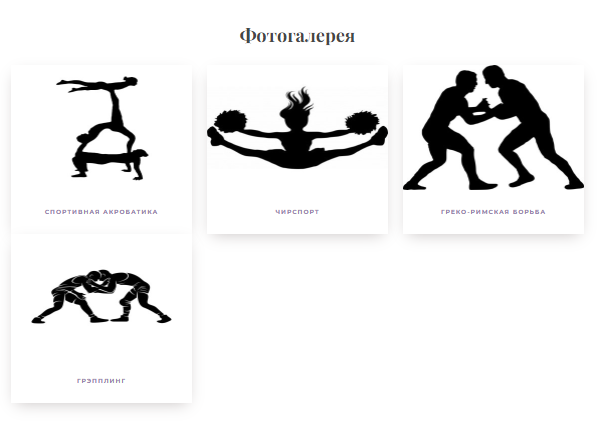 Фотогалерея
СПОРТИВНАЯ АКРОБАТИКА
ЧИРСПОРТ
ГРЕКО-РИМСКАЯ БОРЬБА
ГРЭППЛИНГ